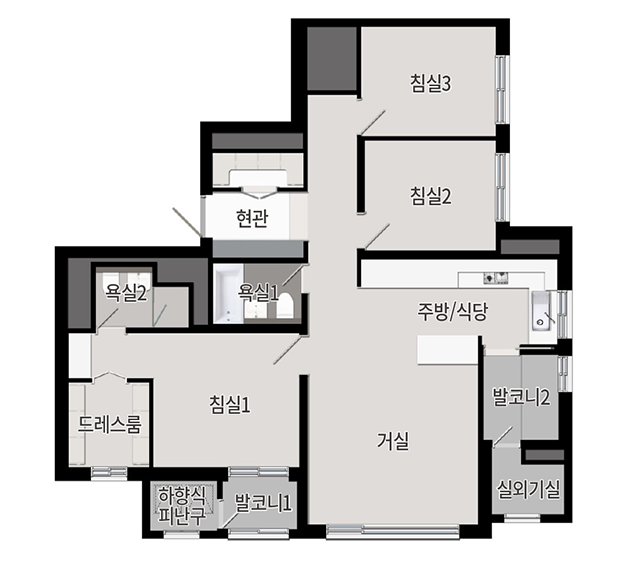 침실3
침실2
현관
욕실2
욕실1
주방/식당
침실1
드레스룸
거실
발코니2
하향식
피난구
발코니1
실외기실